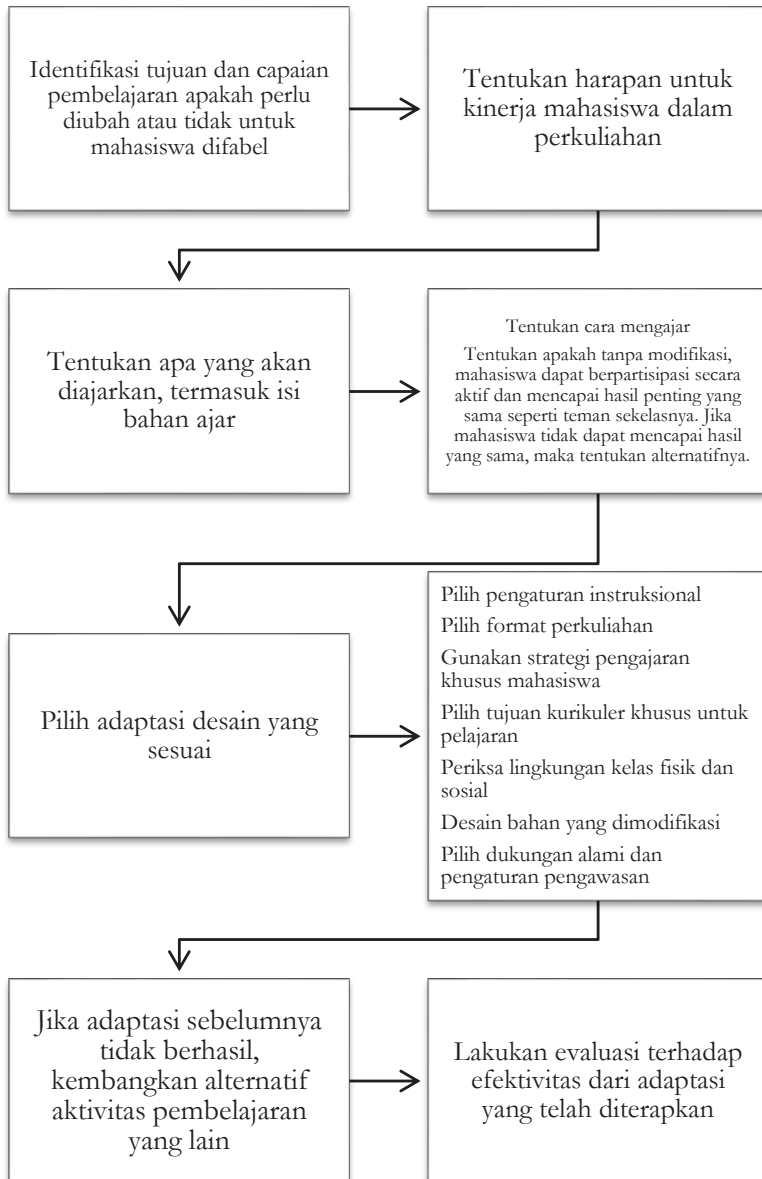 Identifikasi tujuan dan capaian
pembelajaran apakah perlu
diubah atau tidak untuk
mahasiswa difabel
Tentukan harapan untuk
kinerja mahasiswa dalam
perkuliahan
Tentukan apa yang akan
diajarkan, termasuk isi
bahan ajar
Tentukan cara mengajar
Tentukan apakah tanpa modifikasi,
mahasiswa dapat berpartisipasi secara
aktif dan mencapai hasil penting yang
sama seperti teman sekelasnya. Jika
mahasiswa tidak dapat mencapai hasil
yang sama, maka tentukan alternatifnya.
Pilih adaptasi desain yang
sesuai
Pilih pengaturan instruksional
Pilih format perkuliahan
Gunakan strategi pengajaran
khusus mahasiswa
Pilih tujuan kurikuler khusus untuk
pelajaran
Periksa lingkungan kelas fisik dan
sosial
Desain bahan yang dimodifikasi
Pilih dukungan alami dan
pengaturan pengawasan
Jika adaptasi sebelumnya
tidak berhasil,
kembangkan alternatif
aktivitas pembelajaran
yang lain
Lakukan evaluasi terhadap
efektivitas dari adaptasi
yang telah diterapkan